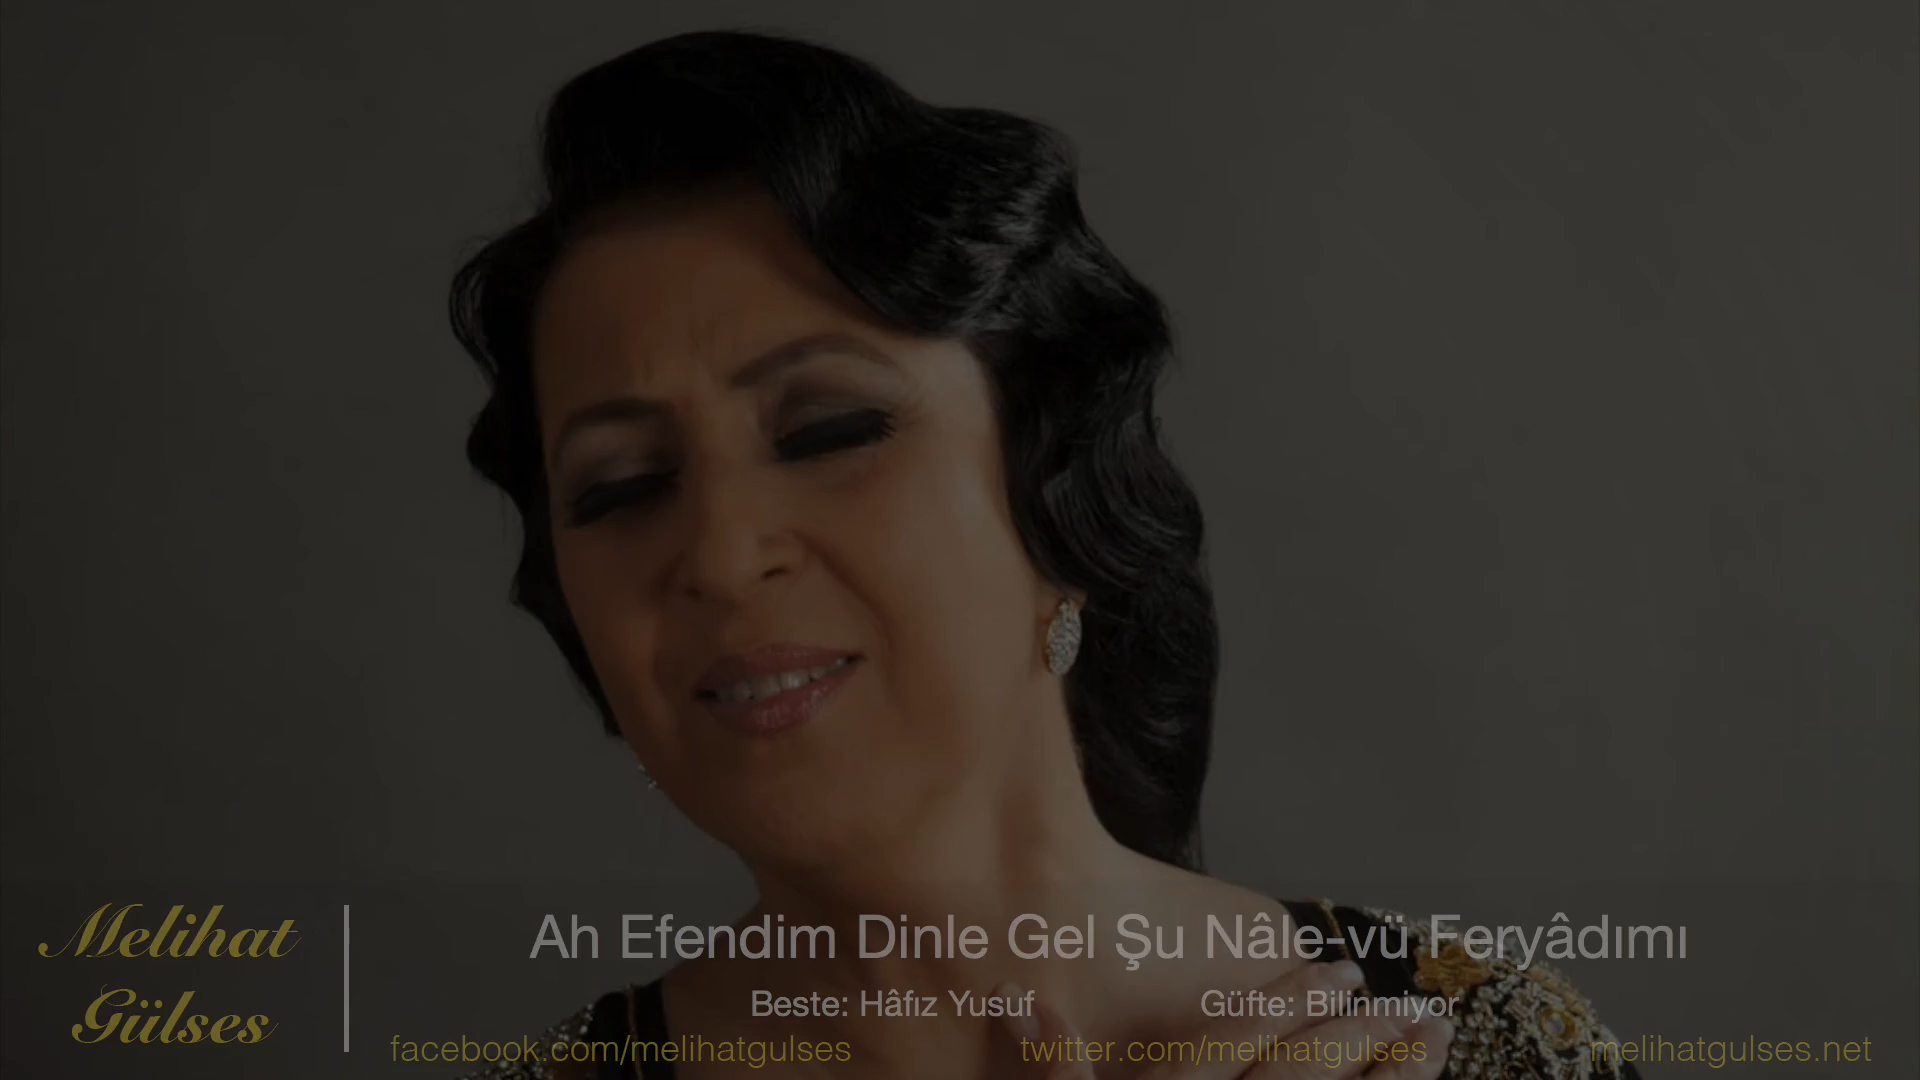 Melihat
Gülses
Ah Efendim Dinle Gel Şu Nâle-vü Feryâdımı
Beste: Hâfız Yusuf Güfte: Bilinmiyor
facebook.com/melihatgulses twitter.com/melihatgulses melihatgulses.net